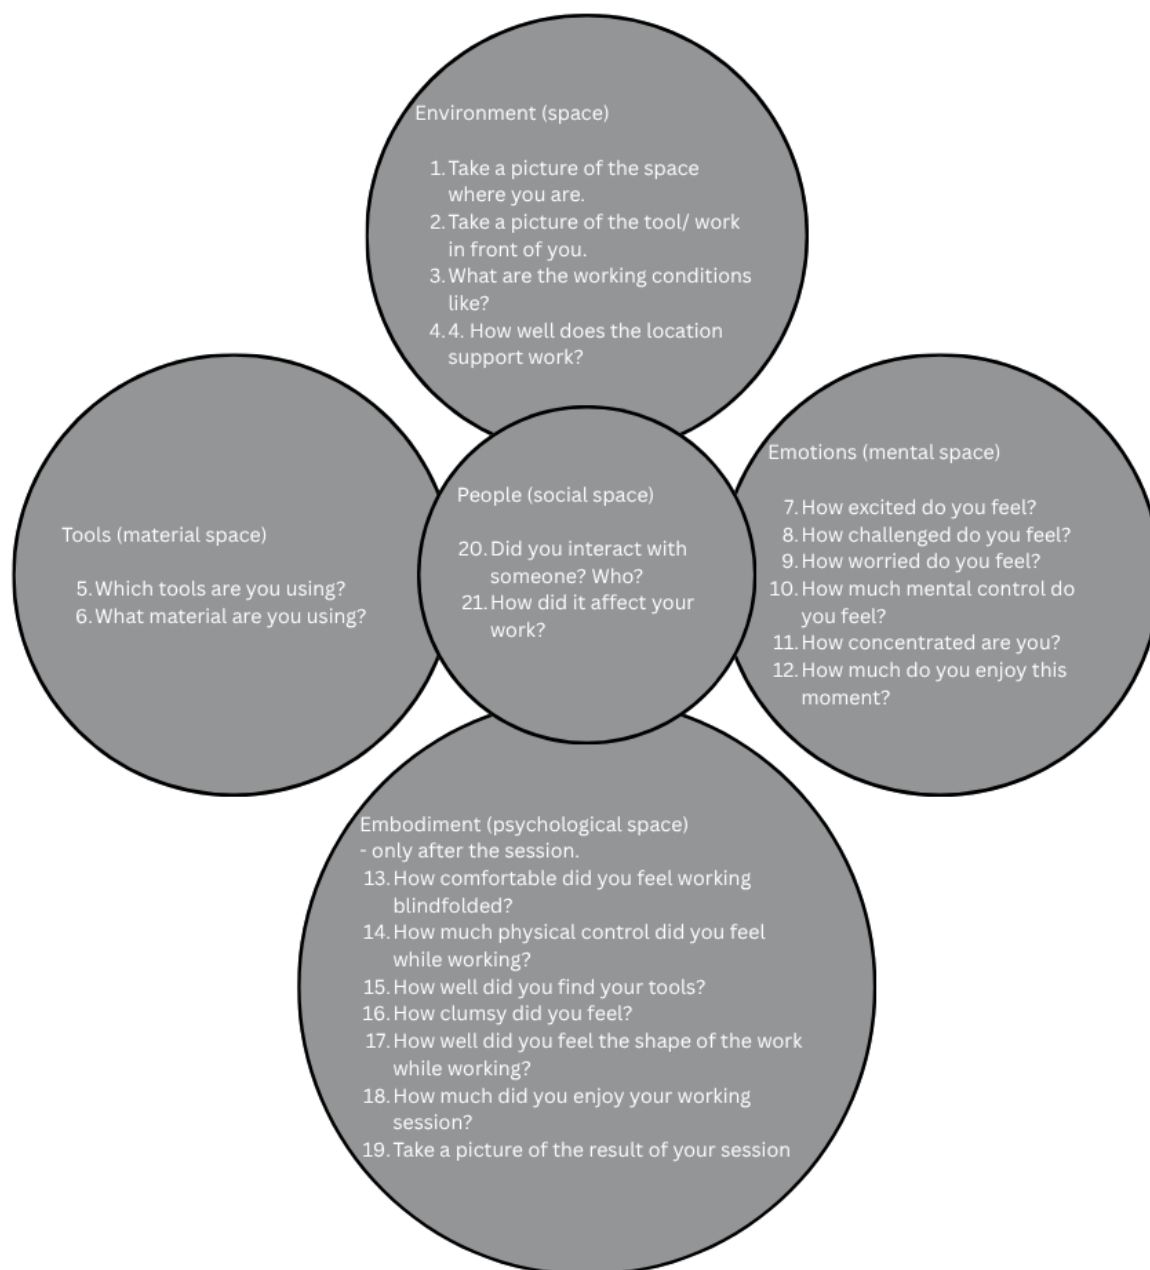 Environment (space)
1. Take a picture of the space
where you are.
2. Take a picture of the tool/ work
in front of you.
3. What are the working conditions
like?
4. 4. How well does the location
support work?
Tools (material space)
5. Which tools are you using?
6. What material are you using?
People (social space)
20. Did you interact with
someone? Who?
21. How did it affect your
work?
Emotions (mental space)
7. How excited do you feel?
8. How challenged do you feel?
9. How worried do you feel?
10. How much mental control do
you feel?
11. How concentrated are you?
12. How much do you enjoy this
moment?
Embodiment (psychological space)
- only after the session.
13. How comfortable did you feel working
blindfolded?
14. How much physical control did you feel
while working?
15. How well did you find your tools?
16. How clumsy did you feel?
17. How well did you feel the shape of the work
while working?
18. How much did you enjoy your working
session?
19. Take a picture of the result of your session